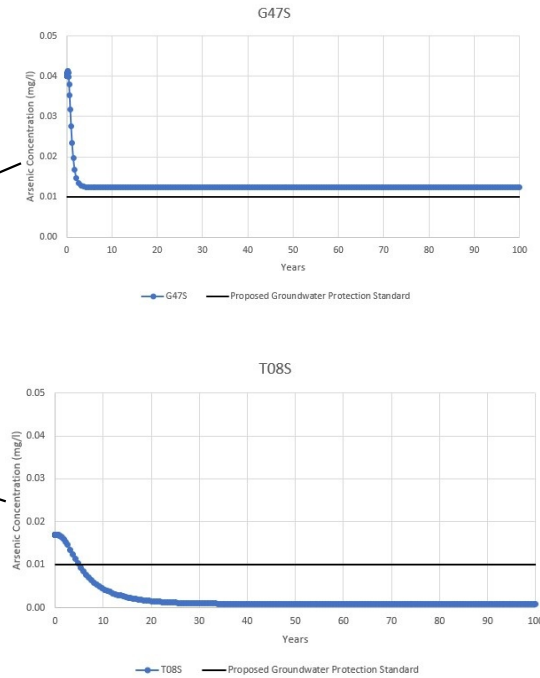 G47S
0.05
0.04
0.03
0.02
0.01
0.00
Arsenic Concentration (mg/l)
0 10 20 30 40 50 60 70 80 90 100
Years
G47S Proposed Groundwater Protection Standard
T08S
0.05
0.04
0.03
0.02
0.01
0.00
Arsenic Concentration (mg/l)
0 10 20 30 40 50 60 70 80 90 100
Years
T08S Proposed Groundwater Protection Standard